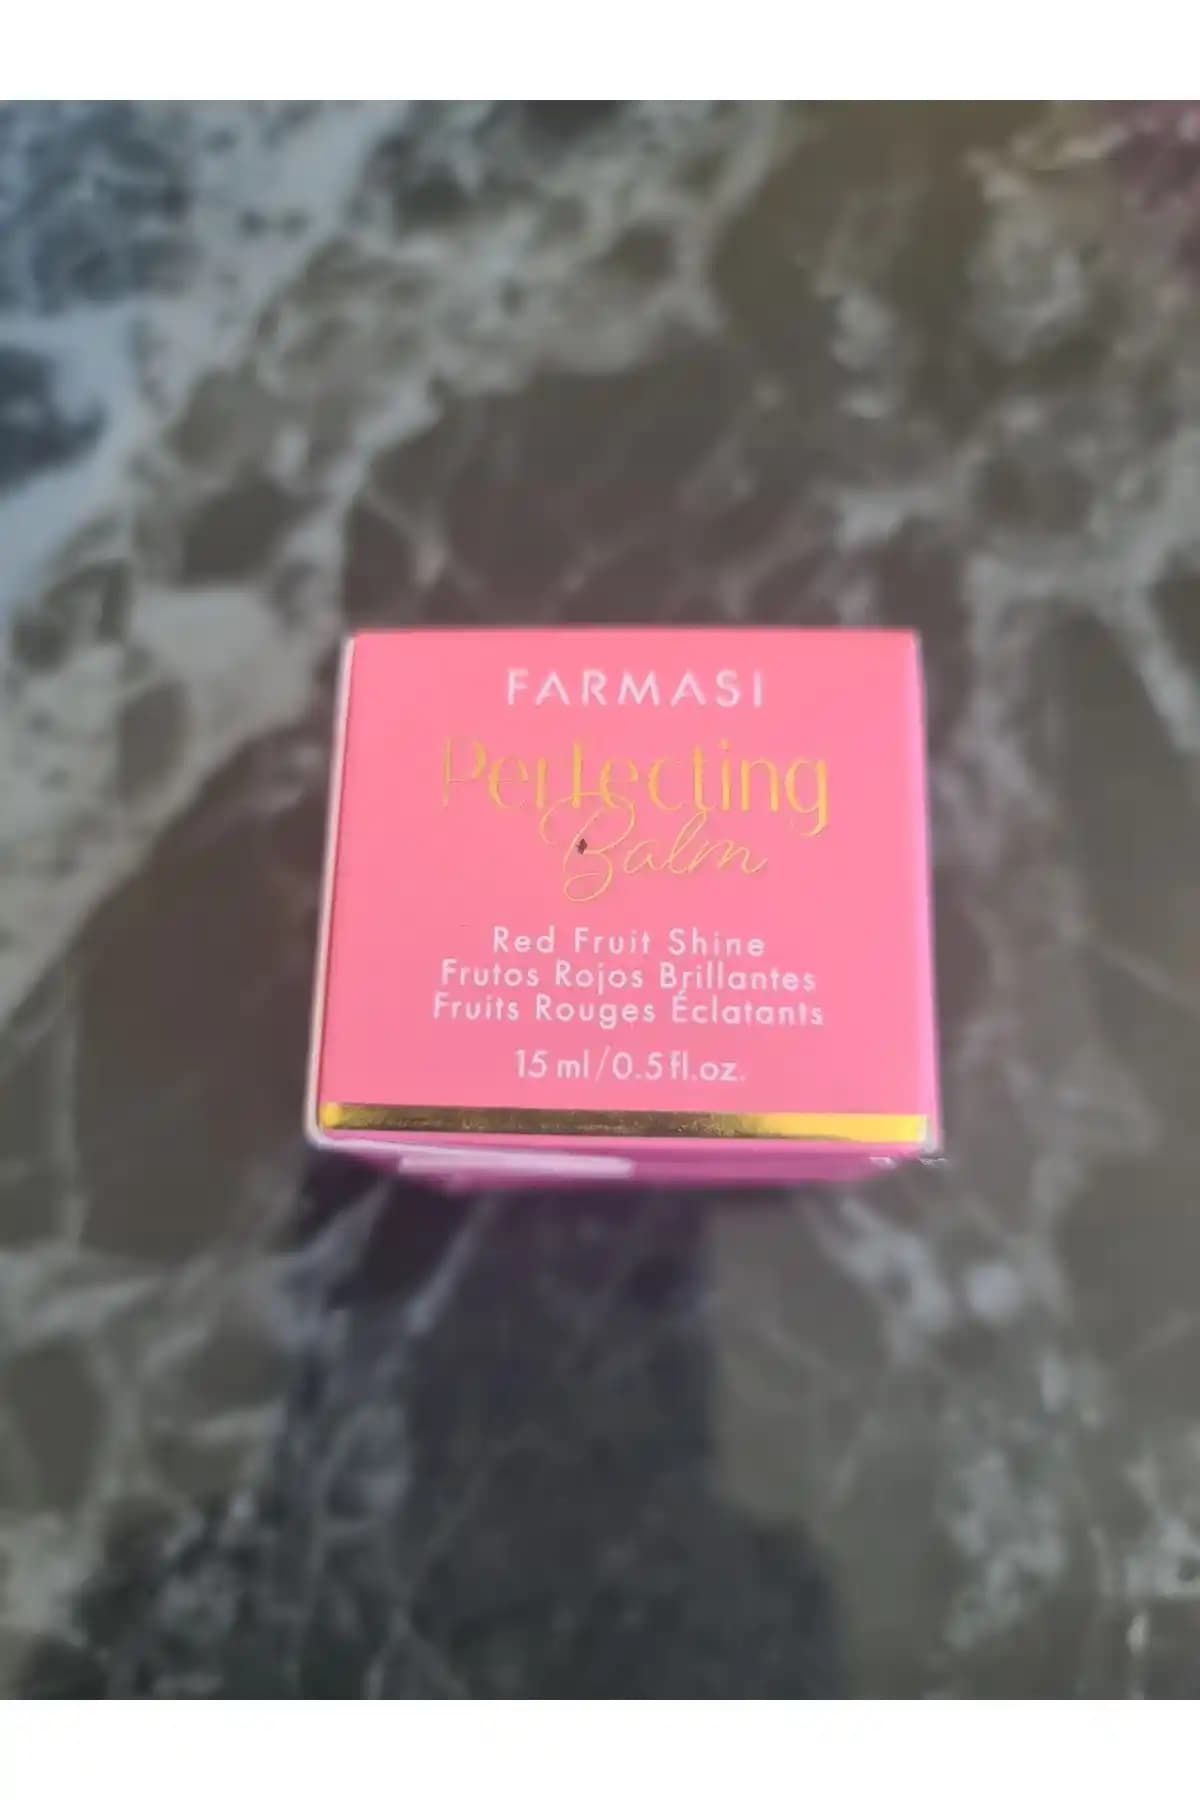 FARMASI
Perfecting
Balm
Red Fruit Shine
Frutos Rojos Brillantes
Fruits Rouges Éclatants
15 ml/0.5 fl.oz.